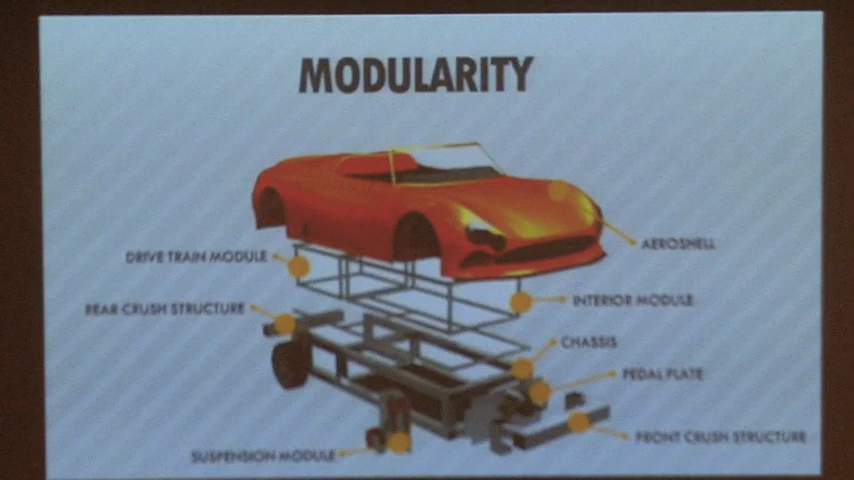 MODULARITY
AEROSHELL
DRIVE TRAIN MODULE
INTERIOR MODULE
REAR CRUSH STRUCTURE
CHASSIS
PEDAL PLATE
FRONT CRUSH STRUCTURE
SUSPENSION MODULE